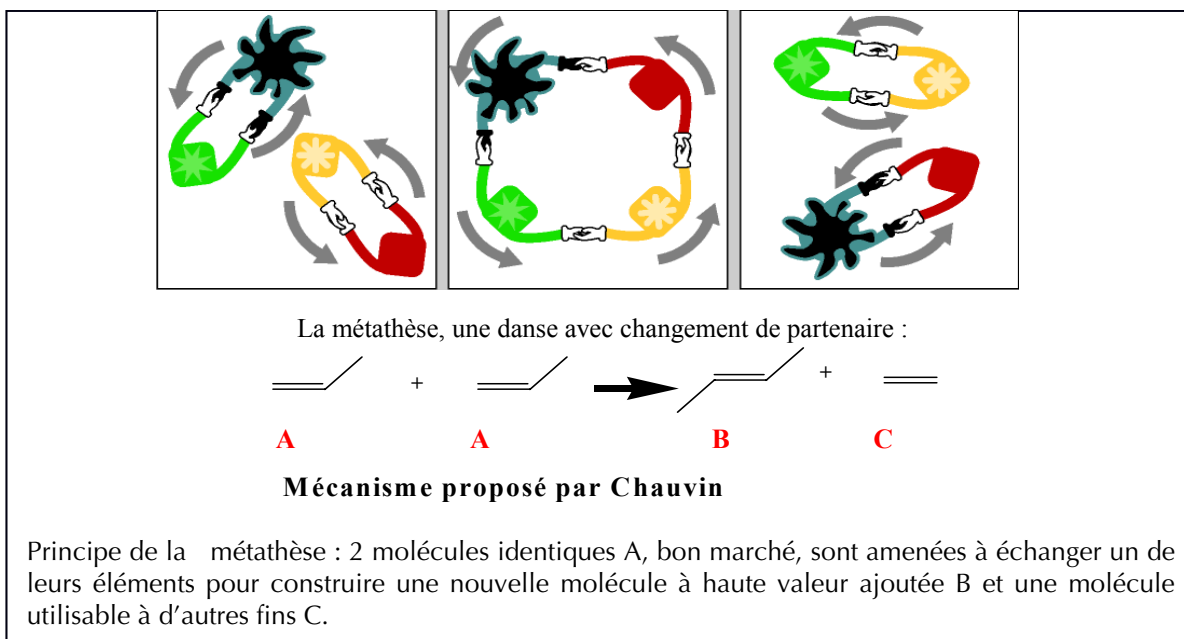 La métathèse, une danse avec changement de partenaire :
+ +
A A B C
Mécanisme proposé par Chauvin
Principe de la métathèse : 2 molécules identiques A, bon marché, sont amenées à échanger un de
leurs éléments pour construire une nouvelle molécule à haute valeur ajoutée B et une molécule
utilisable à d'autres fins C.